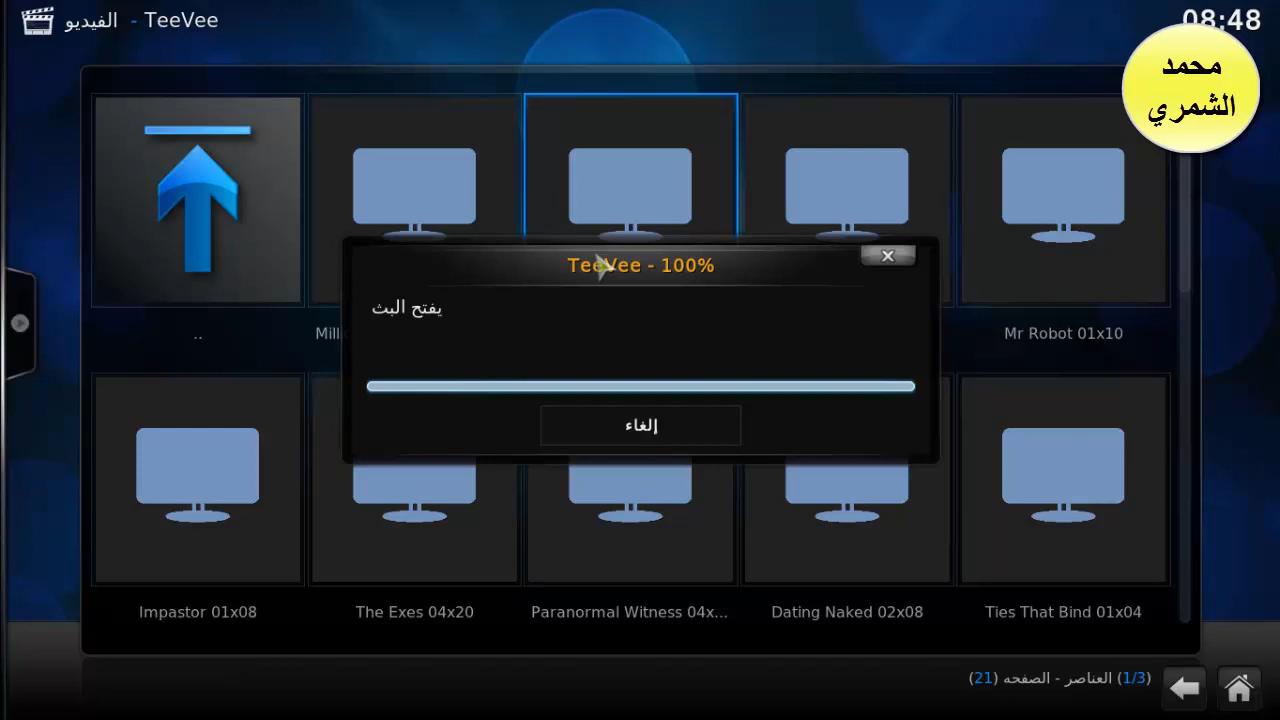 TeeVee - الفيديو
08:48
محمد
الشمري
TeeVee - 100%
يفتح البث
إلغاء
..
Mr Robot 01x10
Impastor 01x08
The Exes 04x20
Paranormal Witness 04x...
Dating Naked 02x08
Ties That Bind 01x04
(1/3) العناصر - الصفحه (21)